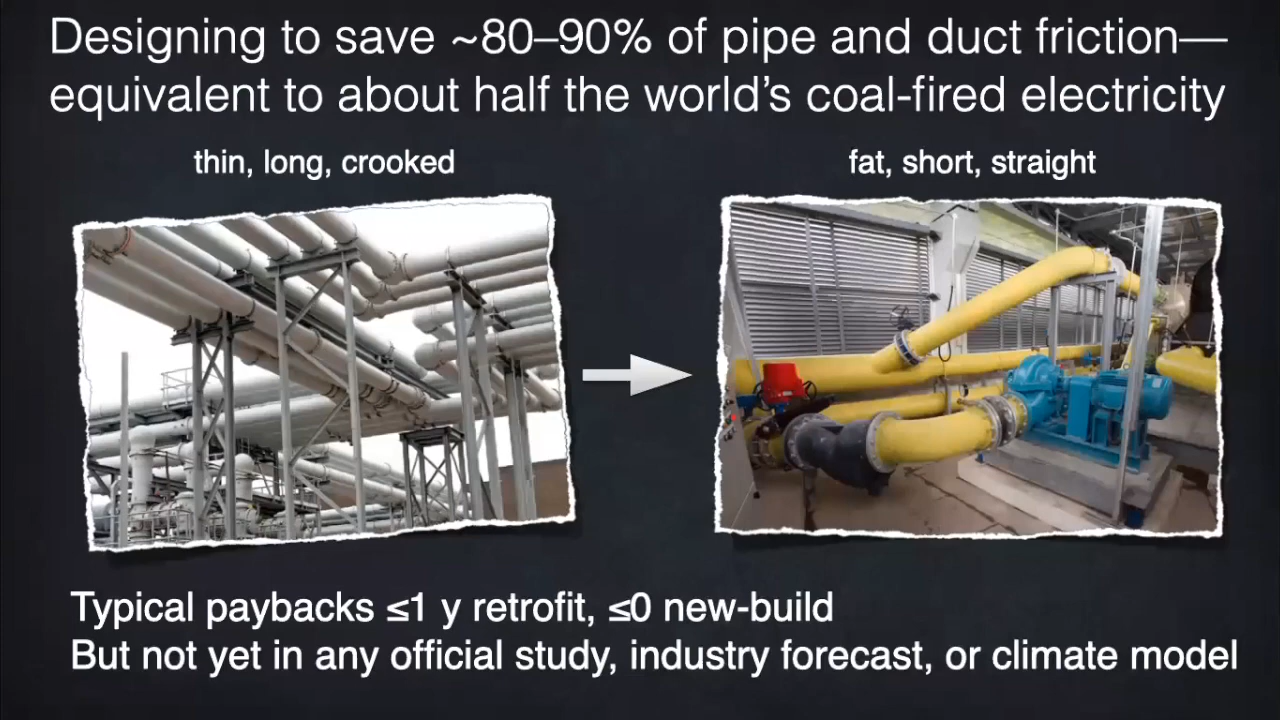 Designing to save ~80–90% of pipe and duct friction—
equivalent to about half the world's coal-fired electricity
thin, long, crooked
fat, short, straight
Typical paybacks ≤1 y retrofit, ≤0 new-build
But not yet in any official study, industry forecast, or climate model